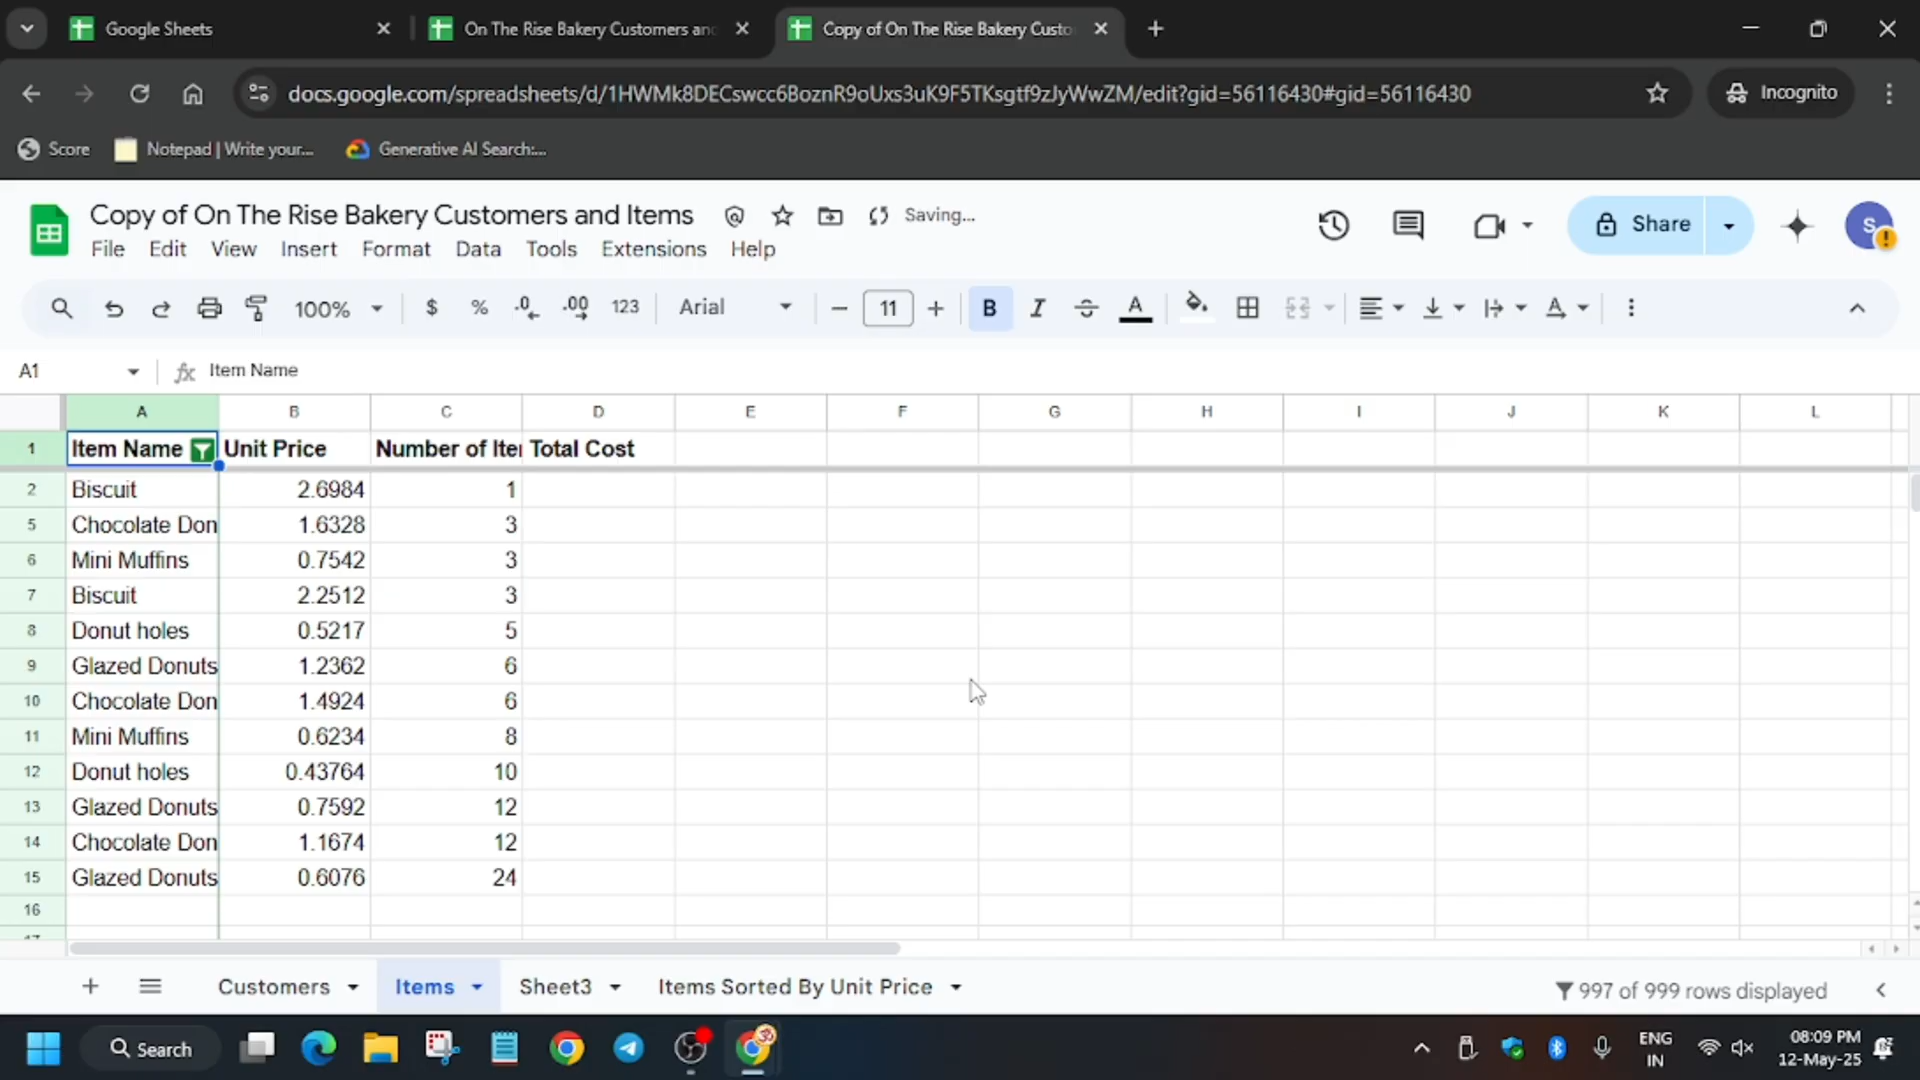 Google Sheets
On The Rise Bakery Customers an
Copy of On The Rise Bakery Custo
docs.google.com/spreadsheets/d/1HWMk8DECswcc6BoznR9oUxs3uK9F5TKsgtf9zJyWwZM/edit?gid=56116430#gid=56116430
Incognito
Score
Notepad | Write your...
Generative AI Search:...
Copy of On The Rise Bakery Customers and Items
Saving...
File Edit View Insert Format Data Tools Extensions Help
Share
S
100% $ % .0 .00 123 Arial 11 B I A
A1 fx Item Name
A B C D E F G H I J K L
1 Item Name Unit Price Number of Iter Total Cost
2 Biscuit 2.6984 1
5 Chocolate Don 1.6328 3
6 Mini Muffins 0.7542 3
7 Biscuit 2.2512 3
8 Donut holes 0.5217 5
9 Glazed Donuts 1.2362 6
10 Chocolate Don 1.4924 6
11 Mini Muffins 0.6234 8
12 Donut holes 0.43764 10
13 Glazed Donuts 0.7592 12
14 Chocolate Don 1.1674 12
15 Glazed Donuts 0.6076 24
16
Customers Items Sheet3 Items Sorted By Unit Price 997 of 999 rows displayed
Search
ENG
IN
08:09 PM
12-May-25